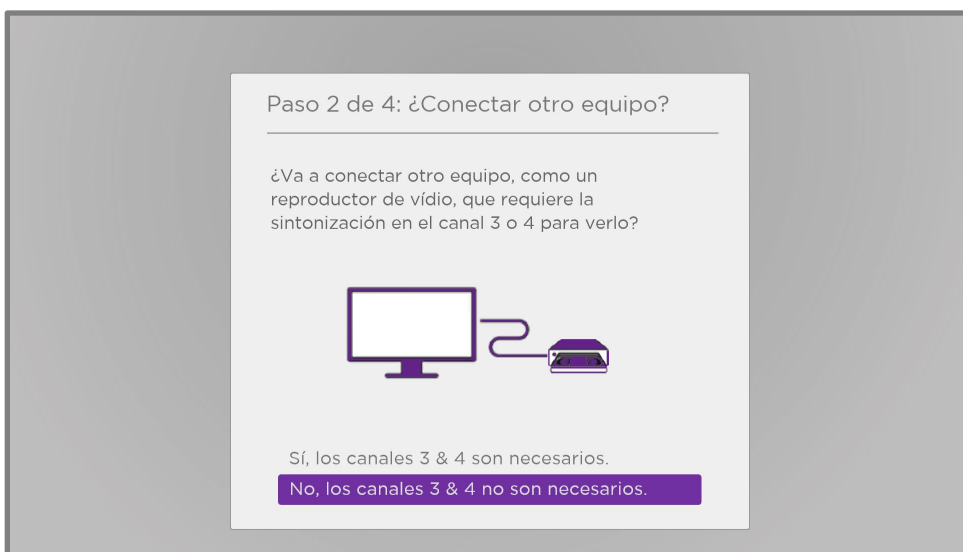 Paso 2 de 4: ¿Conectar otro equipo?
¿Va a conectar otro equipo, como un
reproductor de vídio, que requiere la
sintonización en el canal 3 o 4 para verlo?
Sí, los canales 3 & 4 son necesarios.
No, los canales 3 & 4 no son necesarios.